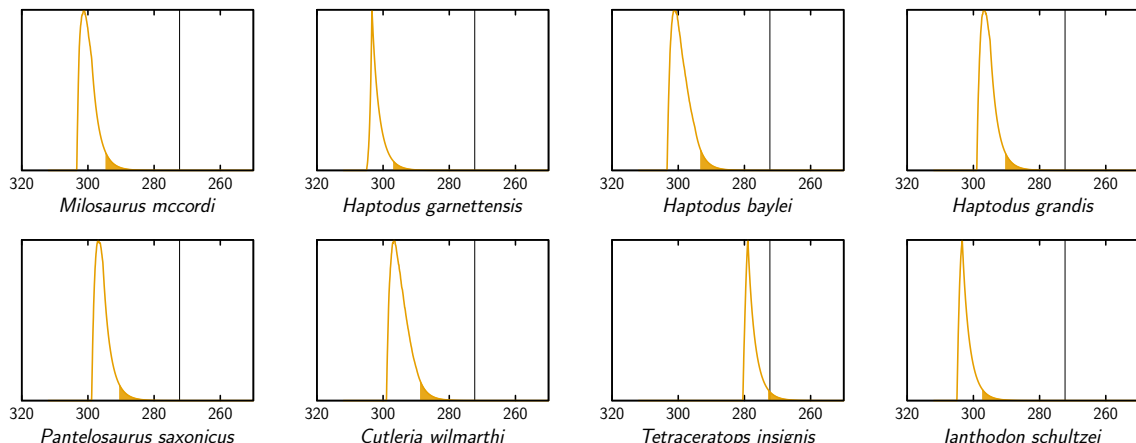 320 300 280 260 320 300 280 260 320 300 280 260 320 300 280 260
Milosaurus mccordi Haptodus garnettensis Haptodus baylei Haptodus grandis
320 300 280 260 320 300 280 260 320 300 280 260 320 300 280 260
Pantelosaurus saxonicus Cutleria wilmarthi Tetraceratops insignis Ianthodon schultzei